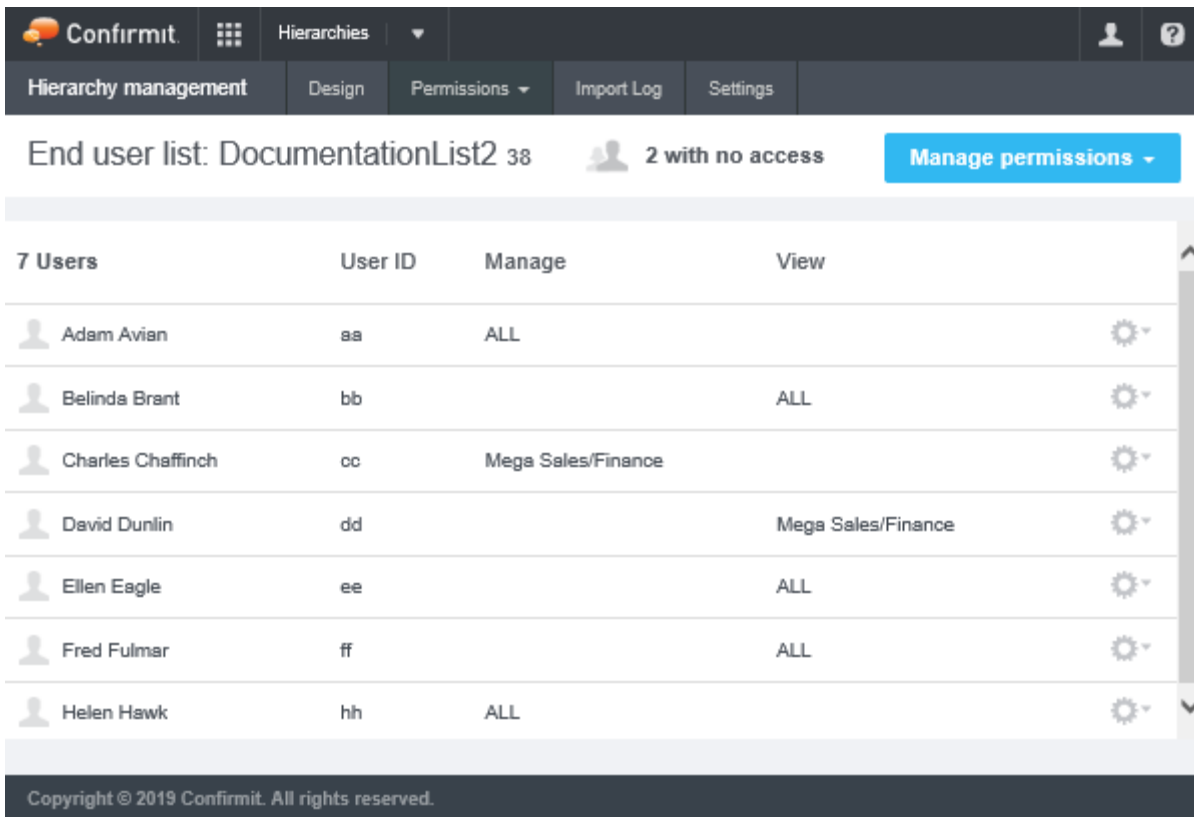 Confirmit. Hierarchies
Hierarchy management Design Permissions Import Log Settings
End user list: DocumentationList2 38 2 with no access Manage permissions
7 Users User ID Manage View
Adam Avian aa ALL
Belinda Brant bb ALL
Charles Chaffinch cc Mega Sales/Finance
David Dunlin dd Mega Sales/Finance
Ellen Eagle ee ALL
Fred Fulmar ff ALL
Helen Hawk hh ALL
Copyright © 2019 Confirmit. All rights reserved.